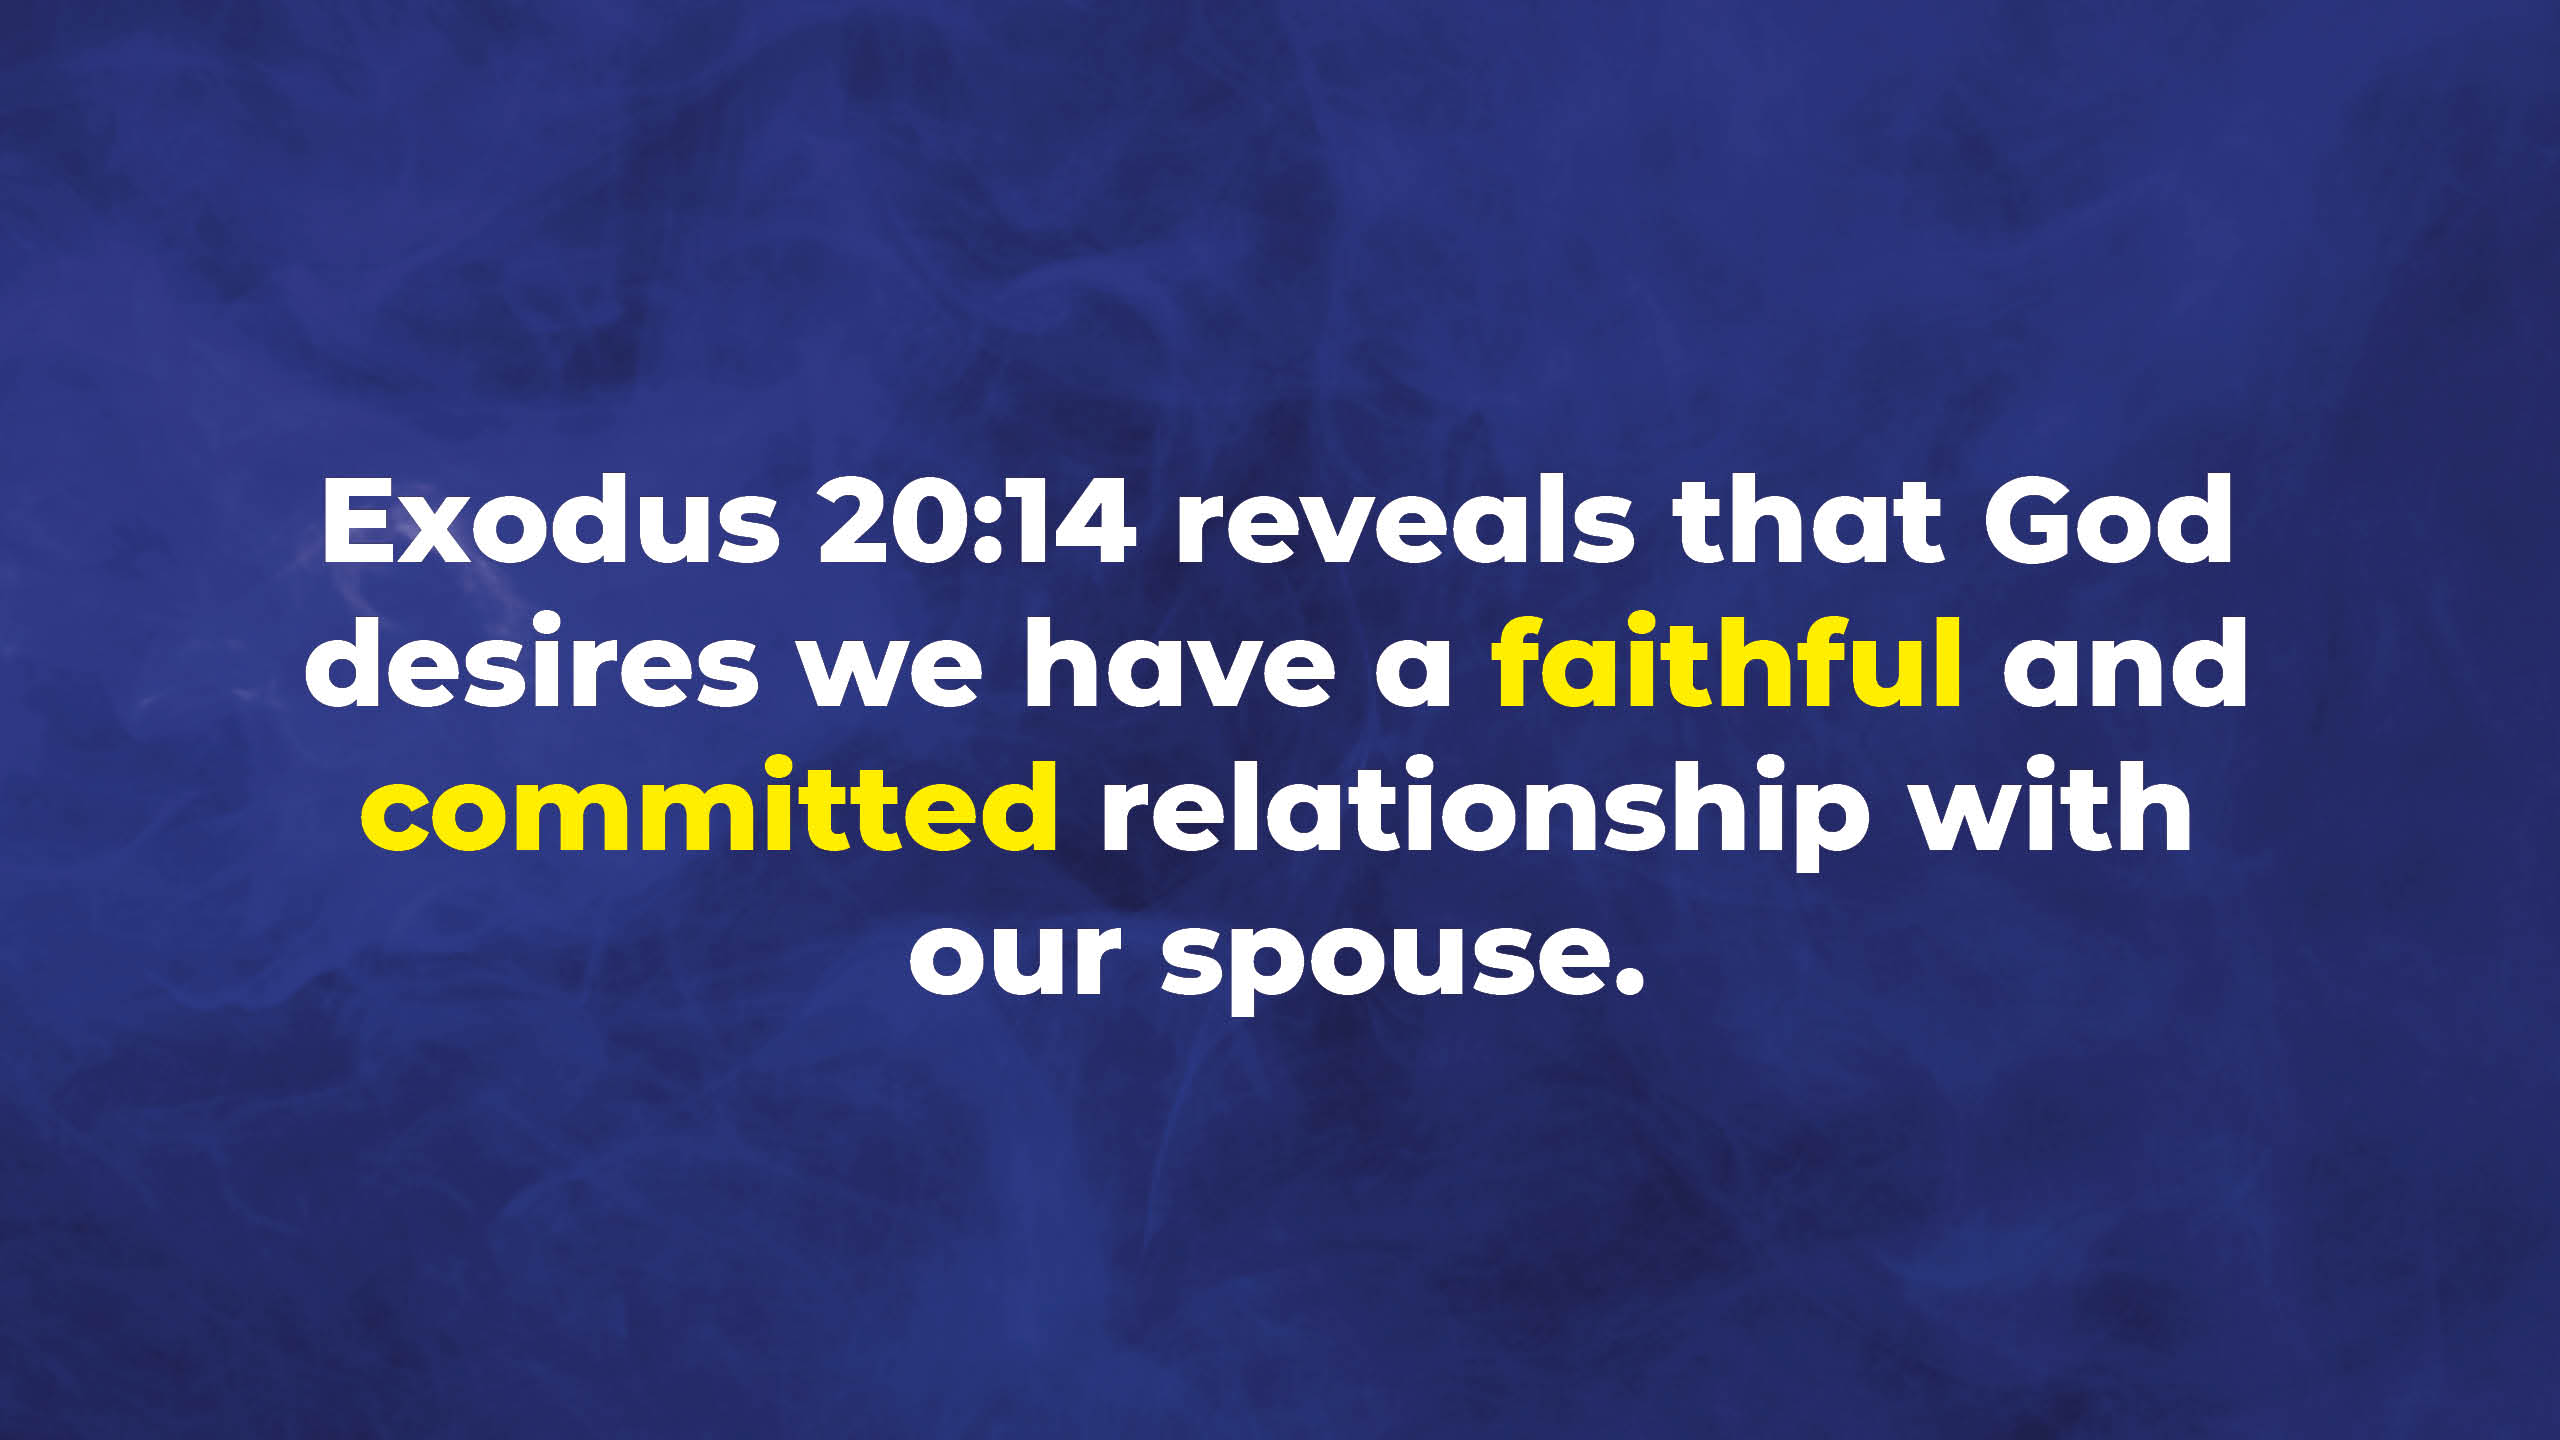 Exodus 20:14 reveals that God
desires we have a faithful and
committed relationship with
our spouse.